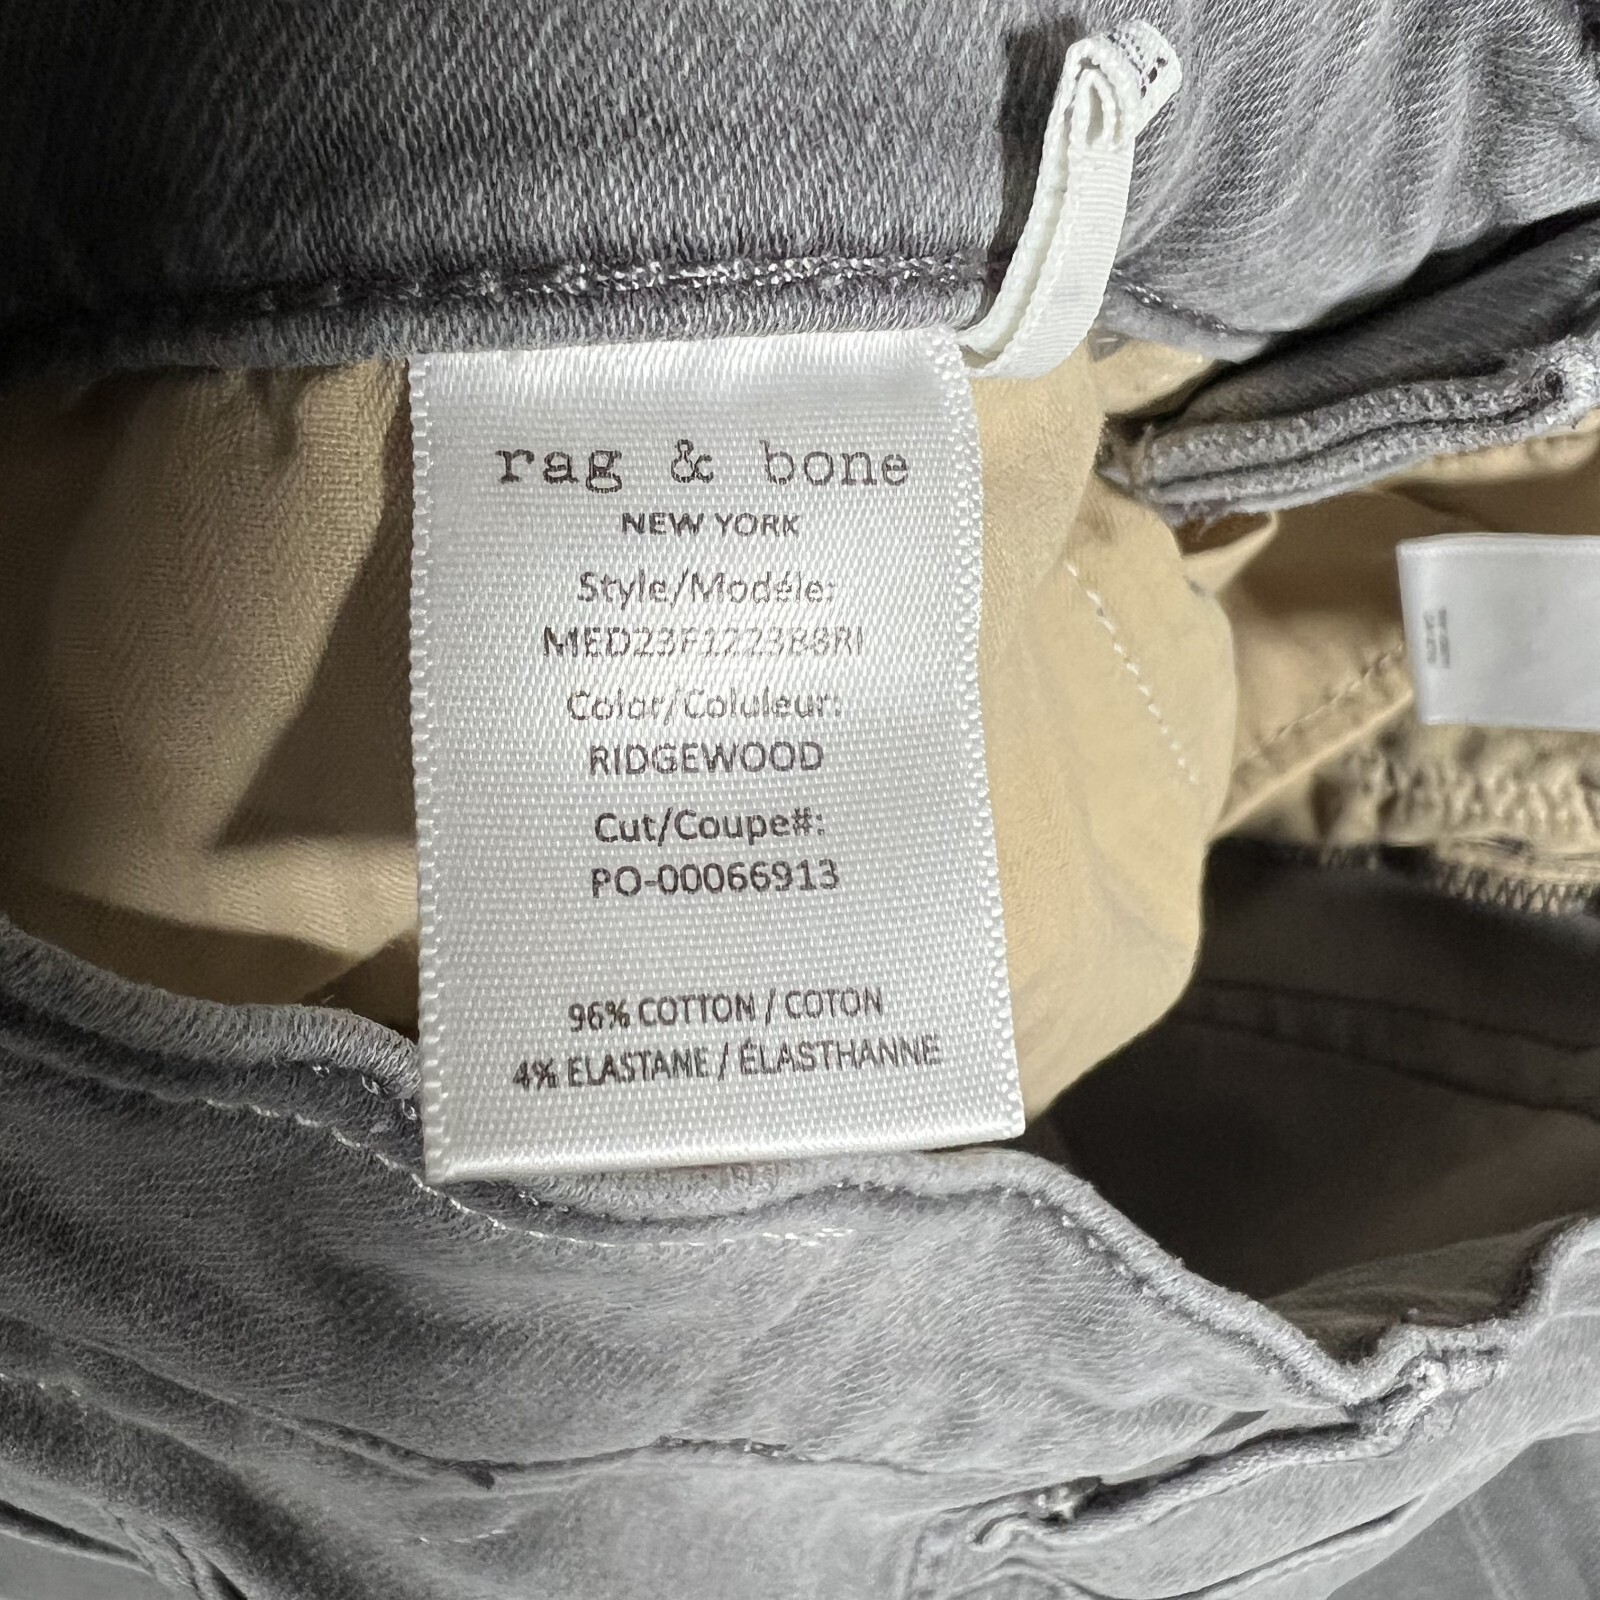 rag & bone
NEW YORK
Style/Modéle:
MED23F1223B8RI
Color/Coluleur:
RIDGEWOOD
Cut/Coupe#:
PO-00066913
96% COTTON / COTON
4% ELASTANE / ÉLASTHANNE